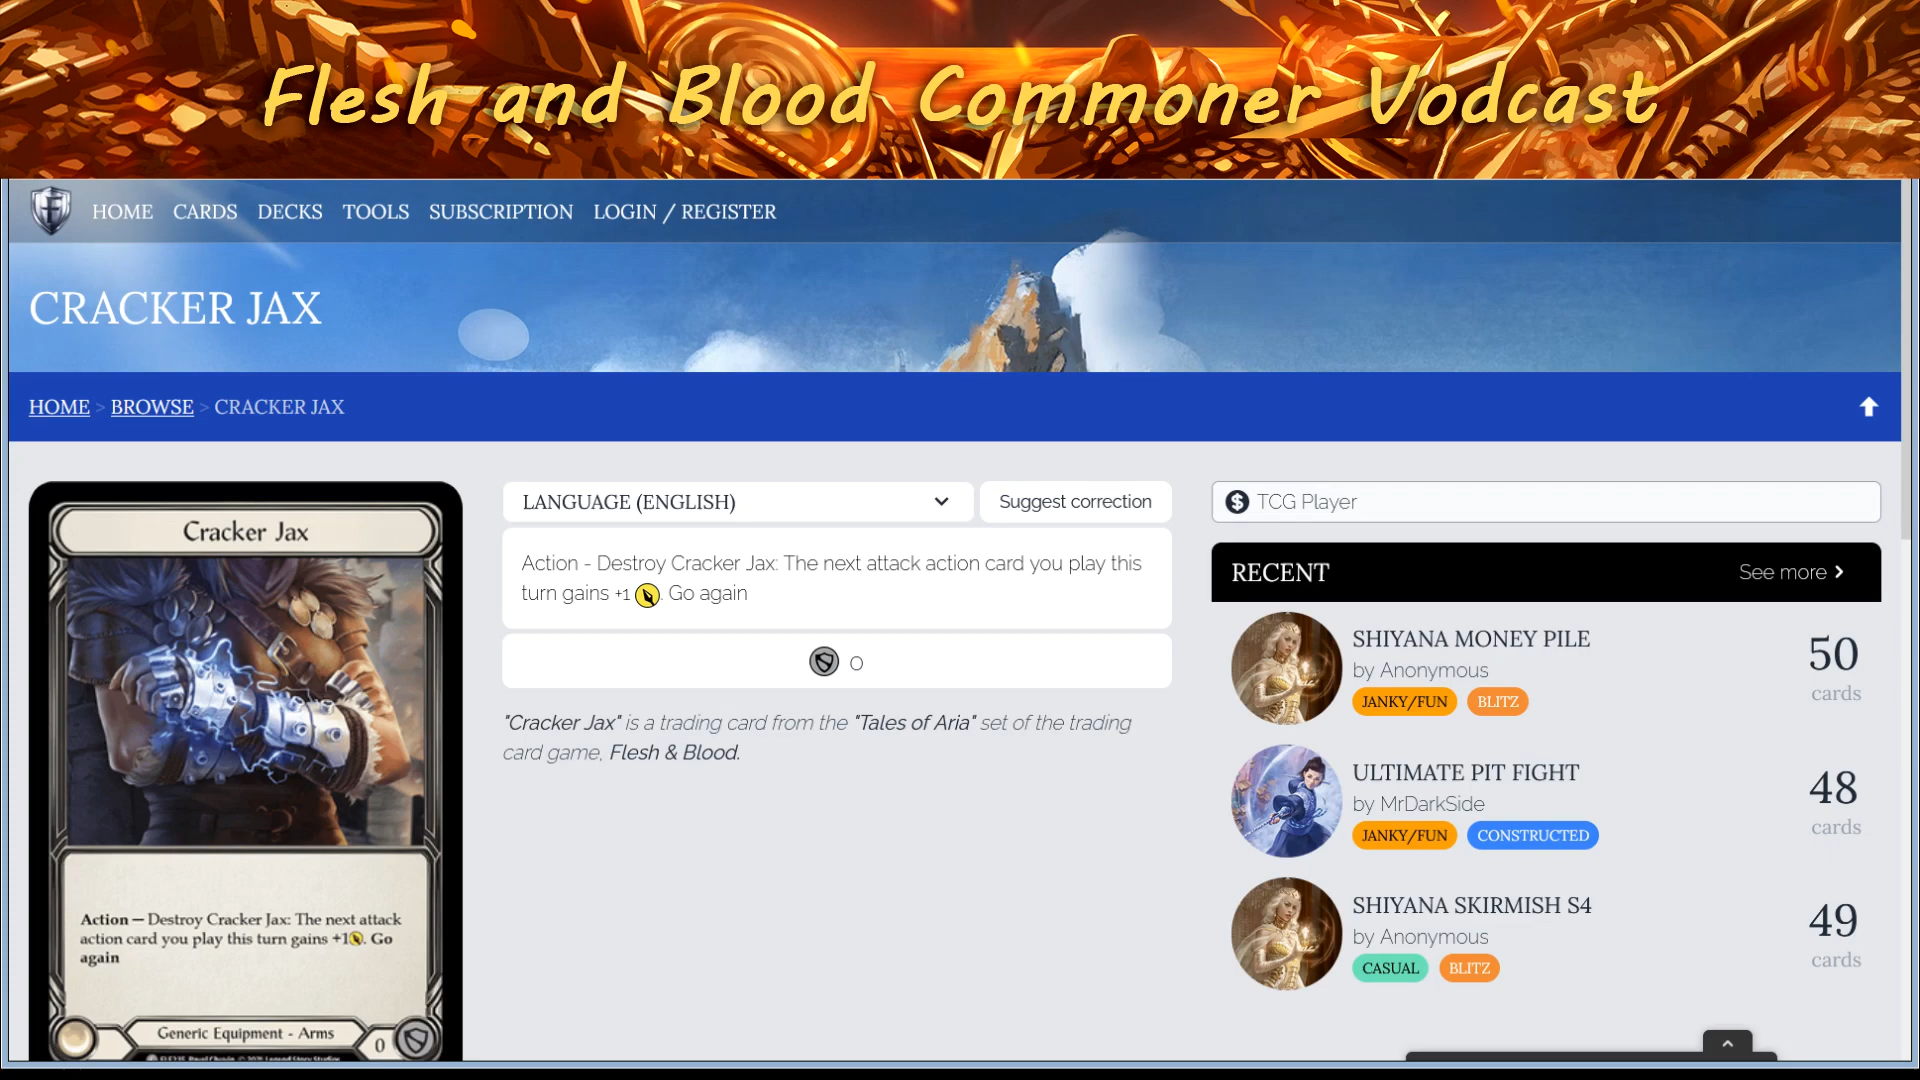 Flesh and Blood Commoner Vodcast
HOME CARDS DECKS TOOLS SUBSCRIPTION LOGIN / REGISTER
CRACKER JAX
HOME > BROWSE > CRACKER JAX
Cracker Jax
Action — Destroy Cracker Jax: The next attack
action card you play this turn gains +1. Go
again
Generic Equipment - Arms
0
LANGUAGE (ENGLISH)
Suggest correction
Action - Destroy Cracker Jax: The next attack action card you play this
turn gains +1 . Go again
0
"Cracker Jax" is a trading card from the "Tales of Aria" set of the trading
card game, Flesh & Blood.
TCG Player
RECENT
See more
SHIYANA MONEY PILE
by Anonymous
JANKY/FUN BLITZ
50
cards
ULTIMATE PIT FIGHT
by MrDarkSide
JANKY/FUN CONSTRUCTED
48
cards
SHIYANA SKIRMISH S4
by Anonymous
CASUAL BLITZ
49
cards